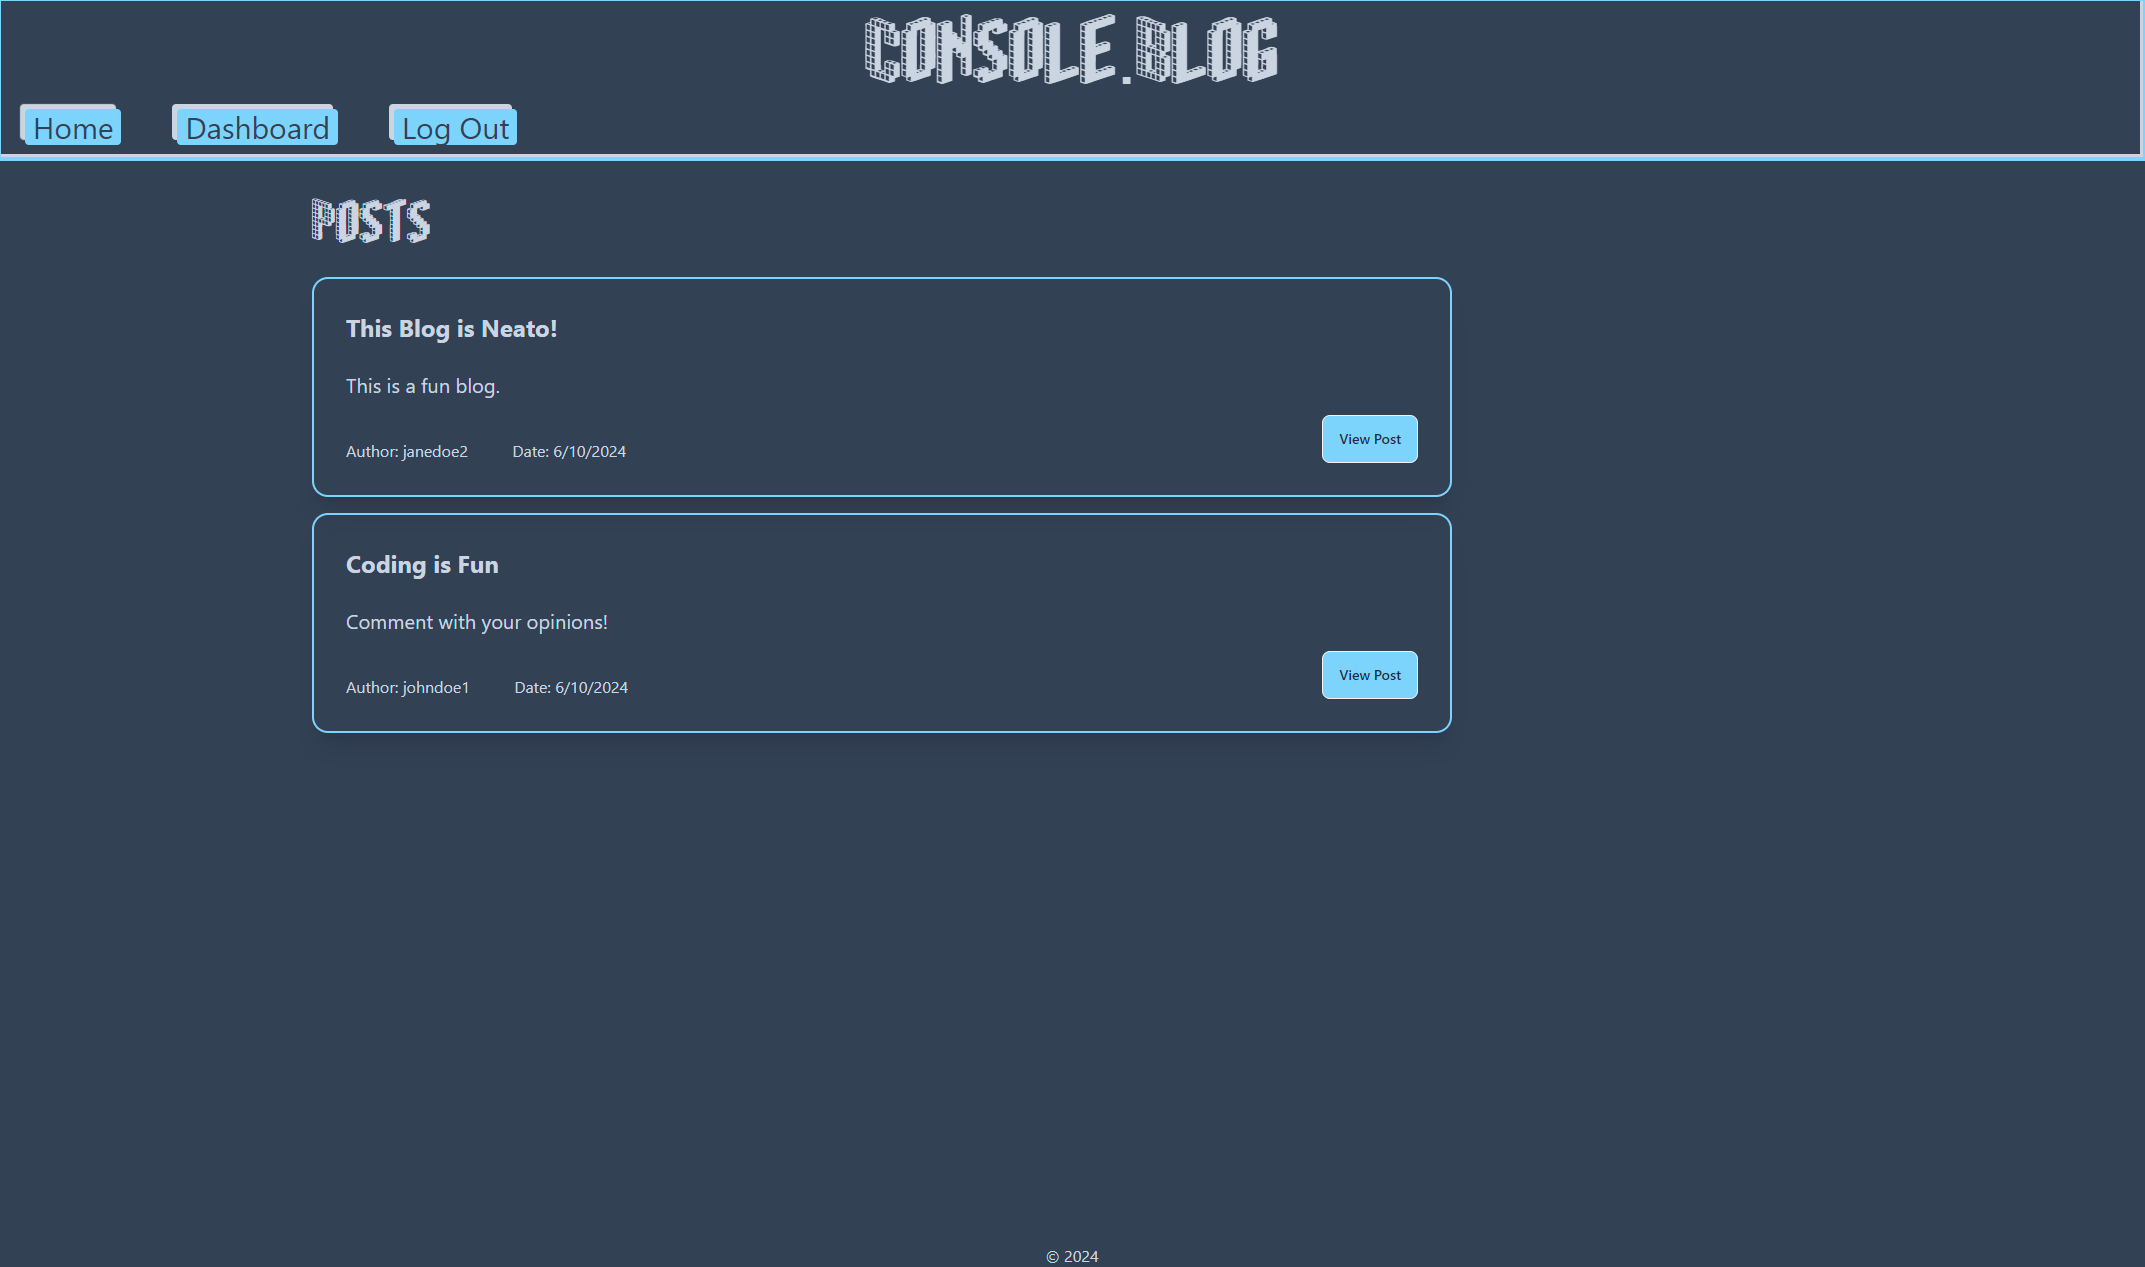 CONSOLE.BLOG
Home Dashboard Log Out
POSTS
This Blog is Neato!
This is a fun blog.
Author: janedoe2 Date: 6/10/2024 View Post
Coding is Fun
Comment with your opinions!
Author: johndoe1 Date: 6/10/2024 View Post
© 2024